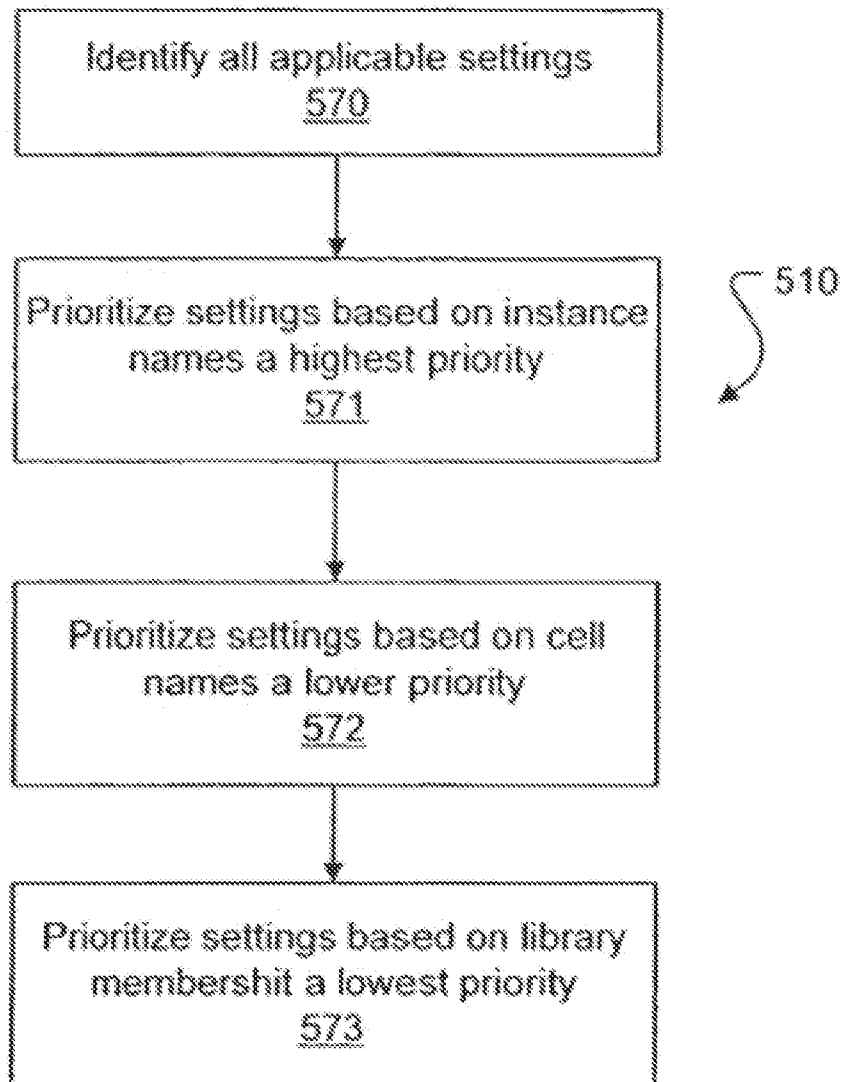 Identify all applicable settings
570
Prioritize settings based on instance
names a highest priority
571
510
Prioritize settings based on cell
names a lower priority
572
Prioritize settings based on library
membershit a lowest priority
573